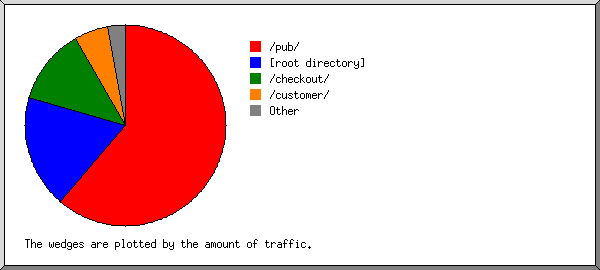 /pub/
[root directory]
/checkout/
/customer/
Other
The wedges are plotted by the amount of traffic.